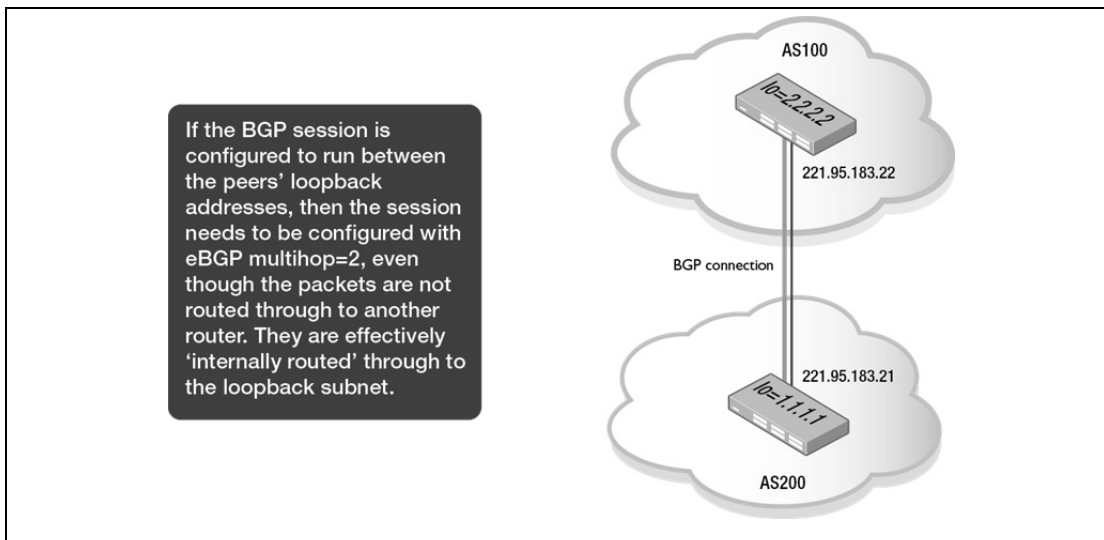 If the BGP session is
configured to run between
the peers' loopback
addresses, then the session
needs to be configured with
eBGP multihop=2, even
though the packets are not
routed through to another
router. They are effectively
‘internally routed’ through to
the loopback subnet.
AS100
lo=2.2.2.2
221.95.183.22
BGP connection
221.95.183.21
lo=1.1.1.1
AS200